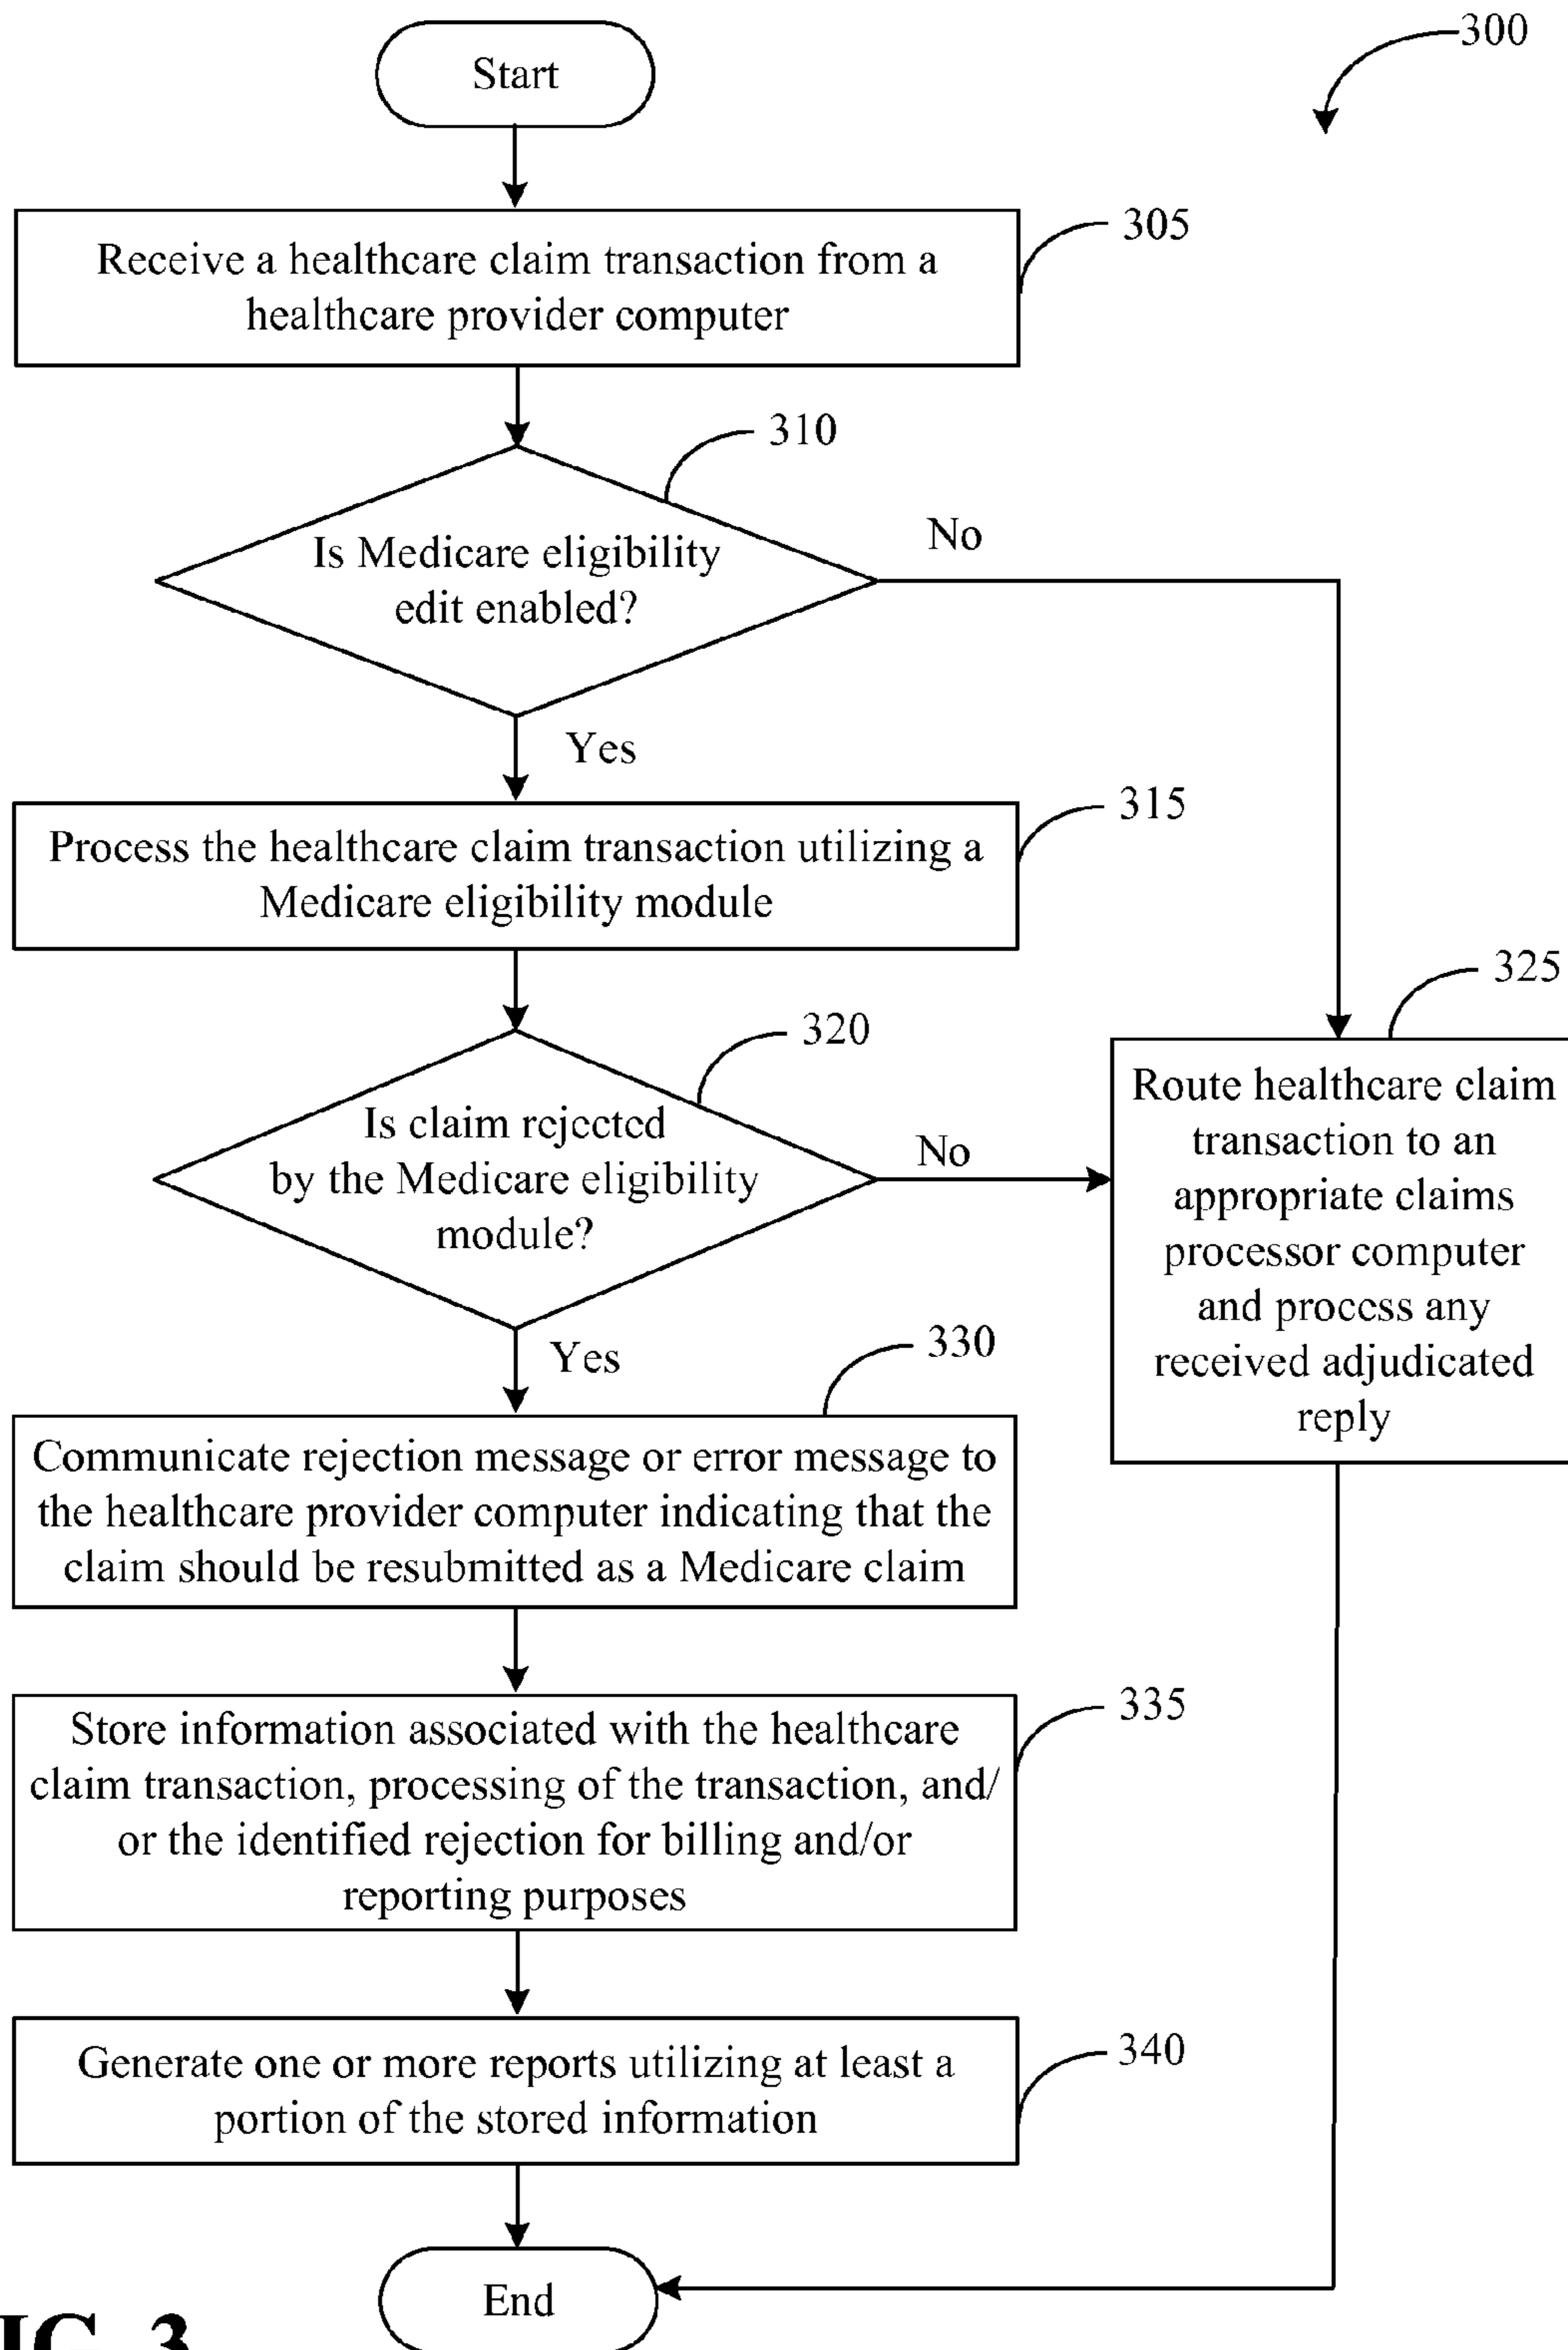 Start
300
Receive a healthcare claim transaction from a
healthcare provider computer
305
310
Is Medicare eligibility
edit enabled?
No
Yes
Process the healthcare claim transaction utilizing a
Medicare eligibility module
315
320
Is claim rejected
by the Medicare eligibility
module?
No
Yes
325
Route healthcare claim
transaction to an
appropriate claims
processor computer
and process any
received adjudicated
reply
330
Communicate rejection message or error message to
the healthcare provider computer indicating that the
claim should be resubmitted as a Medicare claim
Store information associated with the healthcare
claim transaction, processing of the transaction, and/
or the identified rejection for billing and/or
reporting purposes
335
Generate one or more reports utilizing at least a
portion of the stored information
340
End
IG. 3